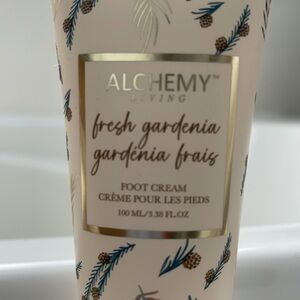 ALCHEMY™
LIVING
fresh gardenia
gardénia frais
FOOT CREAM
CRÈME POUR LES PIEDS
100 ML/3.38 FL.OZ